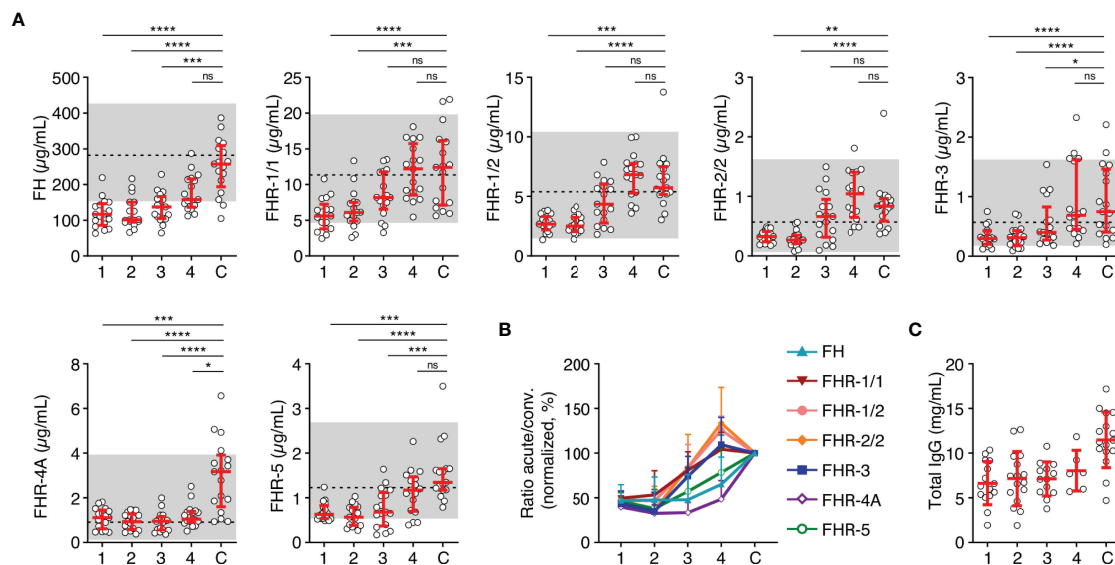 A
****
****
***
ns
FH (µg/mL)
500
400
300
200
100
0
1 2 3 4 C
****
***
ns
ns
FHR-1/1 (µg/mL)
25
20
15
10
5
0
1 2 3 4 C
***
****
ns
ns
FHR-1/2 (µg/mL)
15
10
5
0
1 2 3 4 C
**
****
ns
ns
FHR-2/2 (µg/mL)
3
2
1
0
1 2 3 4 C
****
****
*
ns
FHR-3 (µg/mL)
3
2
1
0
1 2 3 4 C
***
****
****
*
FHR-4A (µg/mL)
8
6
4
2
0
1 2 3 4 C
***
****
***
ns
FHR-5 (µg/mL)
4
3
2
1
0
1 2 3 4 C
B
Ratio acute/conv.
(normalized, %)
200
150
100
50
0
1 2 3 4 C
FH
FHR-1/1
FHR-1/2
FHR-2/2
FHR-3
FHR-4A
FHR-5
C
Total IgG (mg/mL)
20
15
10
5
0
1 2 3 4 C